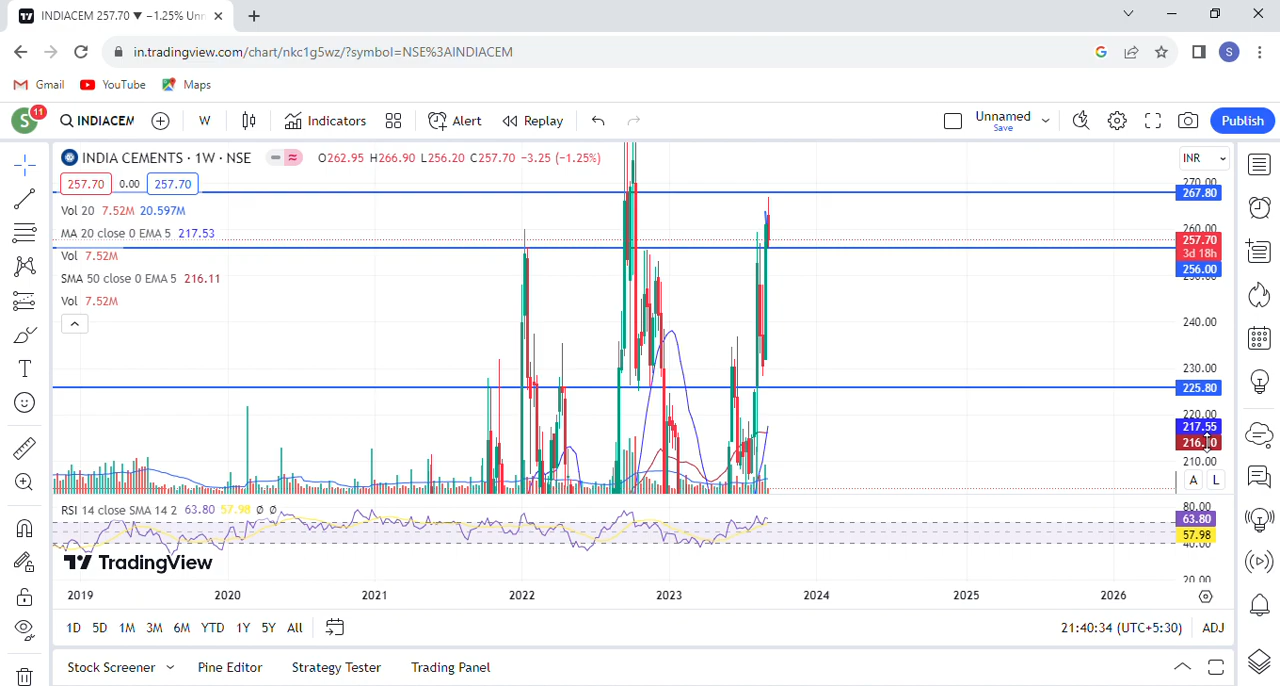 INDIACEM 257.70 ▼ −1.25% Unn
in.tradingview.com/chart/nkc1g5wz/?symbol=NSE%3AINDIACEM
S
Gmail YouTube Maps
S 11 INDIACEM W Indicators Alert Replay Unnamed Save Publish
INDIA CEMENTS · 1W · NSE O262.95 H266.90 L256.20 C257.70 −3.25 (−1.25%) INR
257.70 0.00 257.70
Vol 20 7.52M 20.597M
MA 20 close 0 EMA 5 217.53
Vol 7.52M
SMA 50 close 0 EMA 5 216.11
Vol 7.52M
270.00
267.80
260.00
257.70
3d 18h
256.00
240.00
230.00
225.80
220.00
217.55
210.00
A L
RSI 14 close SMA 14 2 63.80 57.98 Ø Ø
80.00
63.80
57.98
40.00
20.00
TradingView
2019 2020 2021 2022 2023 2024 2025 2026
1D 5D 1M 3M 6M YTD 1Y 5Y All 21:40:34 (UTC+5:30) ADJ
Stock Screener Pine Editor Strategy Tester Trading Panel